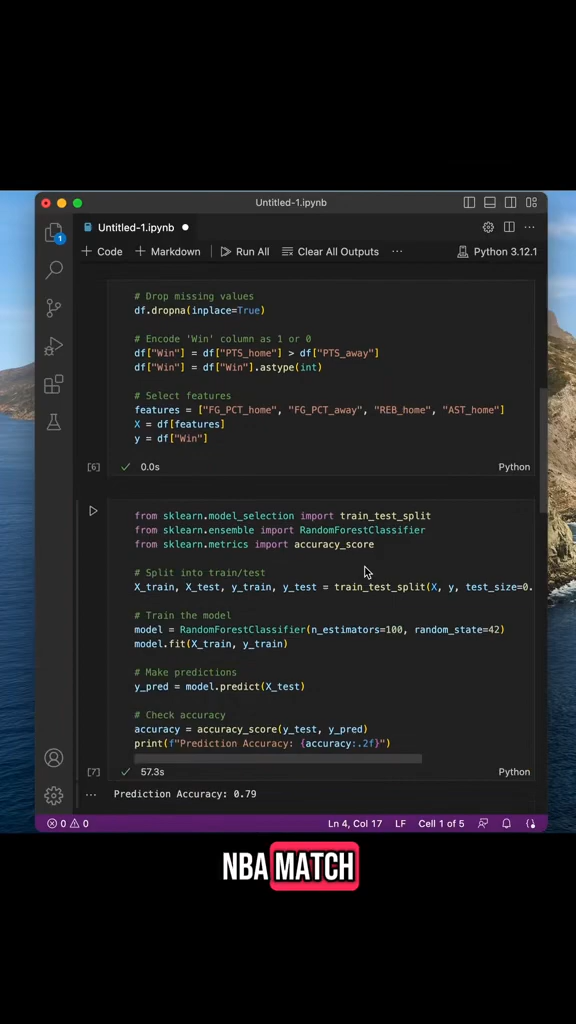 Untitled-1.ipynb
Untitled-1.ipynb
1
Code Markdown Run All Clear All Outputs ... Python 3.12.1
# Drop missing values
df.dropna(inplace=True)
# Encode 'Win' column as 1 or 0
df["Win"] = df["PTS_home"] > df["PTS_away"]
df["Win"] = df["Win"].astype(int)
# Select features
features = ["FG_PCT_home", "FG_PCT_away", "REB_home", "AST_home"]
X = df[features]
y = df["Win"]
[6] 0.0s Python
from sklearn.model_selection import train_test_split
from sklearn.ensemble import RandomForestClassifier
from sklearn.metrics import accuracy_score
# Split into train/test
X_train, X_test, y_train, y_test = train_test_split(X, y, test_size=0.
# Train the model
model = RandomForestClassifier(n_estimators=100, random_state=42)
model.fit(X_train, y_train)
# Make predictions
y_pred = model.predict(X_test)
# Check accuracy
accuracy = accuracy_score(y_test, y_pred)
print(f"Prediction Accuracy: {accuracy:.2f}")
[7] 57.3s Python
... Prediction Accuracy: 0.79
0 0 Ln 4, Col 17 LF Cell 1 of 5
NBA MATCH